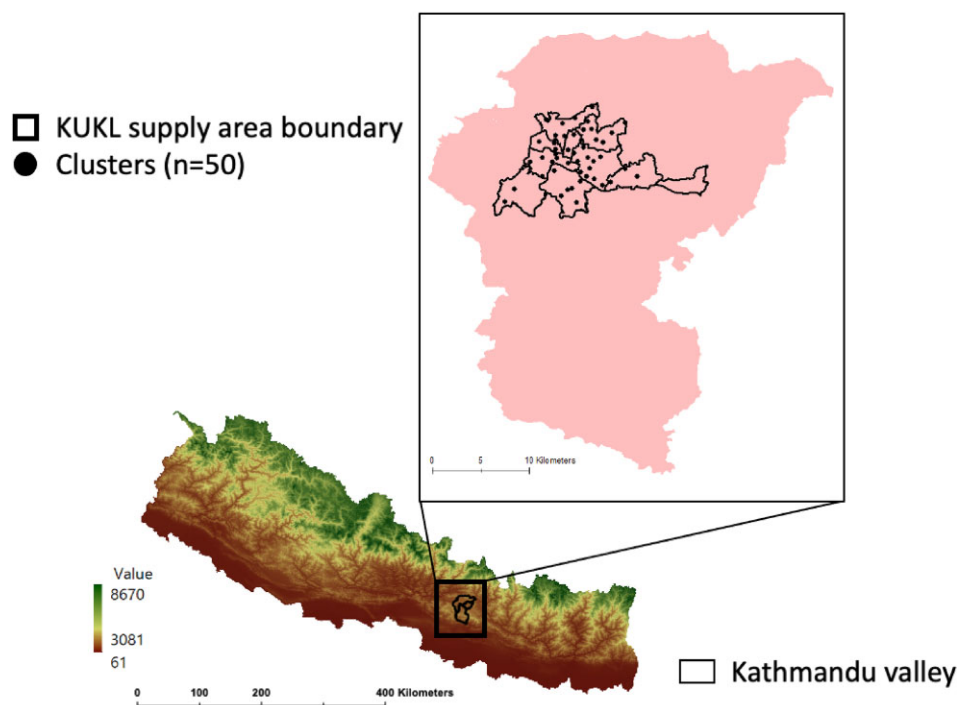 KUKL supply area boundary
Clusters (n=50)
0 5 10 Kilometers
Value
8670
3081
61
0 100 200 400 Kilometers
Kathmandu valley